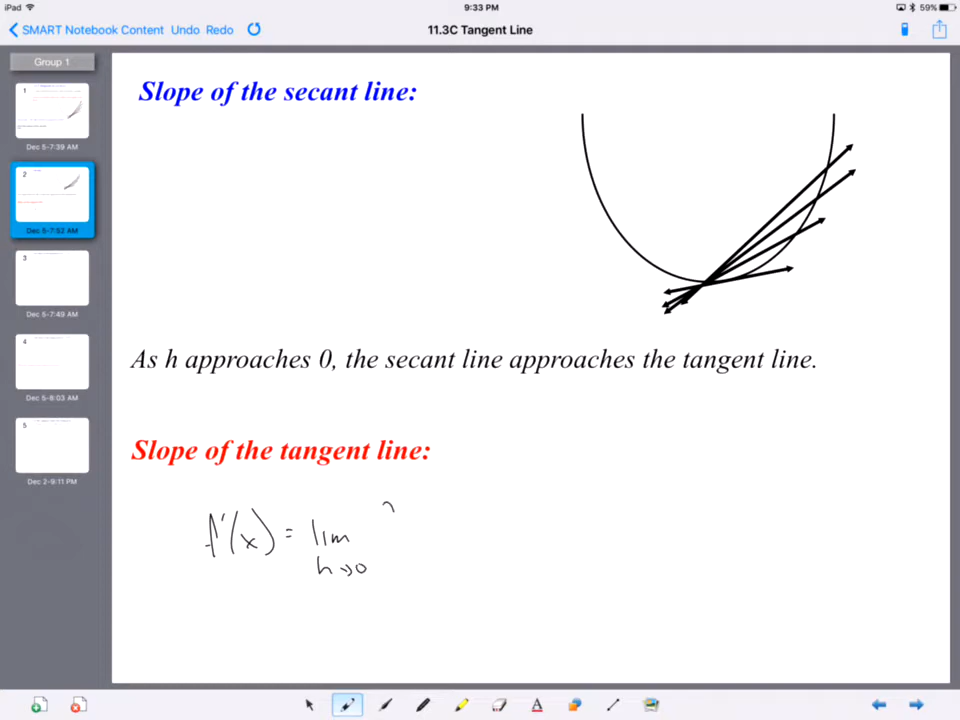 iPad 9:33 PM 59%
SMART Notebook Content Undo Redo 11.3C Tangent Line
Group 1
1
Dec 5-7:39 AM
2
Dec 5-7:52 AM
3
Dec 5-7:49 AM
4
Dec 5-8:03 AM
5
Dec 2-9:11 PM
Slope of the secant line:
As h approaches 0, the secant line approaches the tangent line.
Slope of the tangent line:
f'(x) = lim
h→0
A